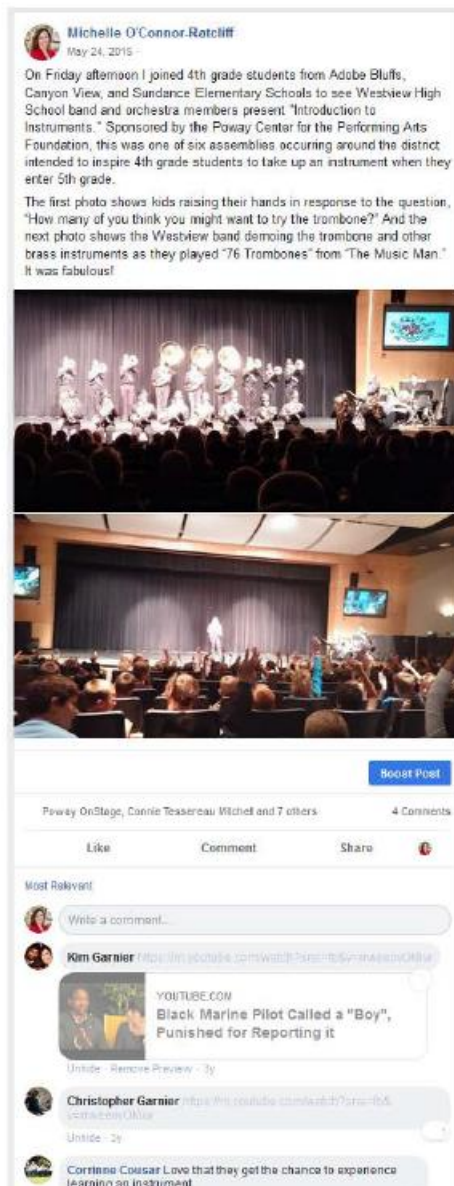 Michelle O'Connor-Ratcliff
May 24, 2015 ·
On Friday afternoon I joined 4th grade students from Adobe Bluffs,
Canyon View, and Sundance Elementary Schools to see Westview High
School band and orchestra members present "Introduction to
Instruments." Sponsored by the Poway Center for the Performing Arts
Foundation, this was one of six assemblies occurring around the district
intended to inspire 4th grade students to take up an instrument when they
enter 5th grade.
The first photo shows kids raising their hands in response to the question,
"How many of you think you might want to try the trombone?" And the
next photo shows the Westview band demoing the trombone and other
brass instruments as they played "76 Trombones" from "The Music Man."
It was fabulous!
Boost Post
Poway OnStage, Connie Tessereau Mitchell and 7 others 4 Comments
Like Comment Share
Most Relevant
Write a comment...
Kim Garnier
YOUTUBE.COM
Black Marine Pilot Called a "Boy",
Punished for Reporting it
Unhide · Remove Preview · 3y
Christopher Garnier
Unhide · 3y
Corrinne Cousar Love that they get the chance to experience
learning an instrument